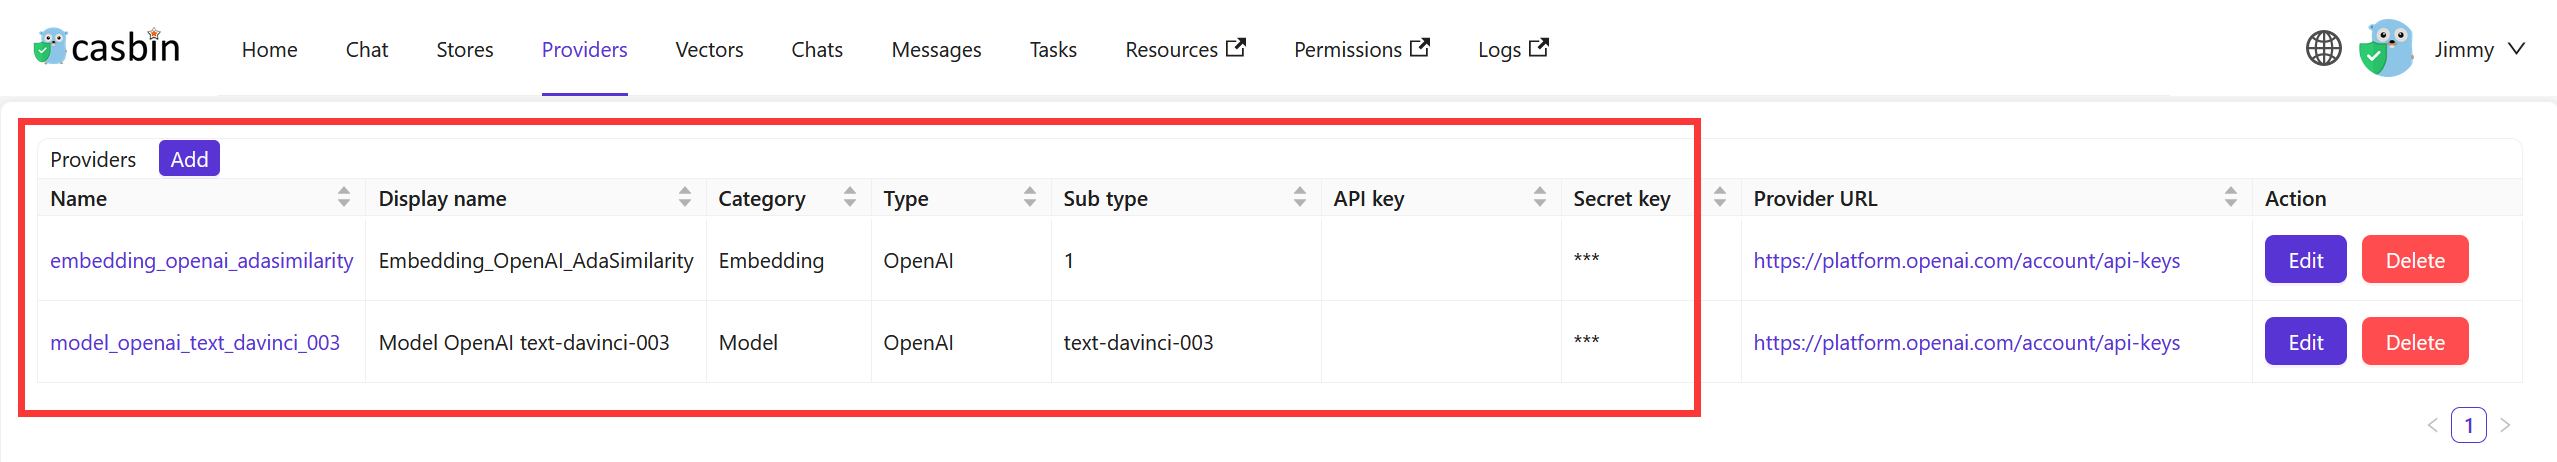 casbin Home Chat Stores Providers Vectors Chats Messages Tasks Resources Permissions Logs Jimmy
Providers Add
Name Display name Category Type Sub type API key Secret key Provider URL Action
embedding_openai_adasimilarity Embedding_OpenAI_AdaSimilarity Embedding OpenAI 1 *** https://platform.openai.com/account/api-keys Edit Delete
model_openai_text_davinci_003 Model OpenAI text-davinci-003 Model OpenAI text-davinci-003 *** https://platform.openai.com/account/api-keys Edit Delete
1